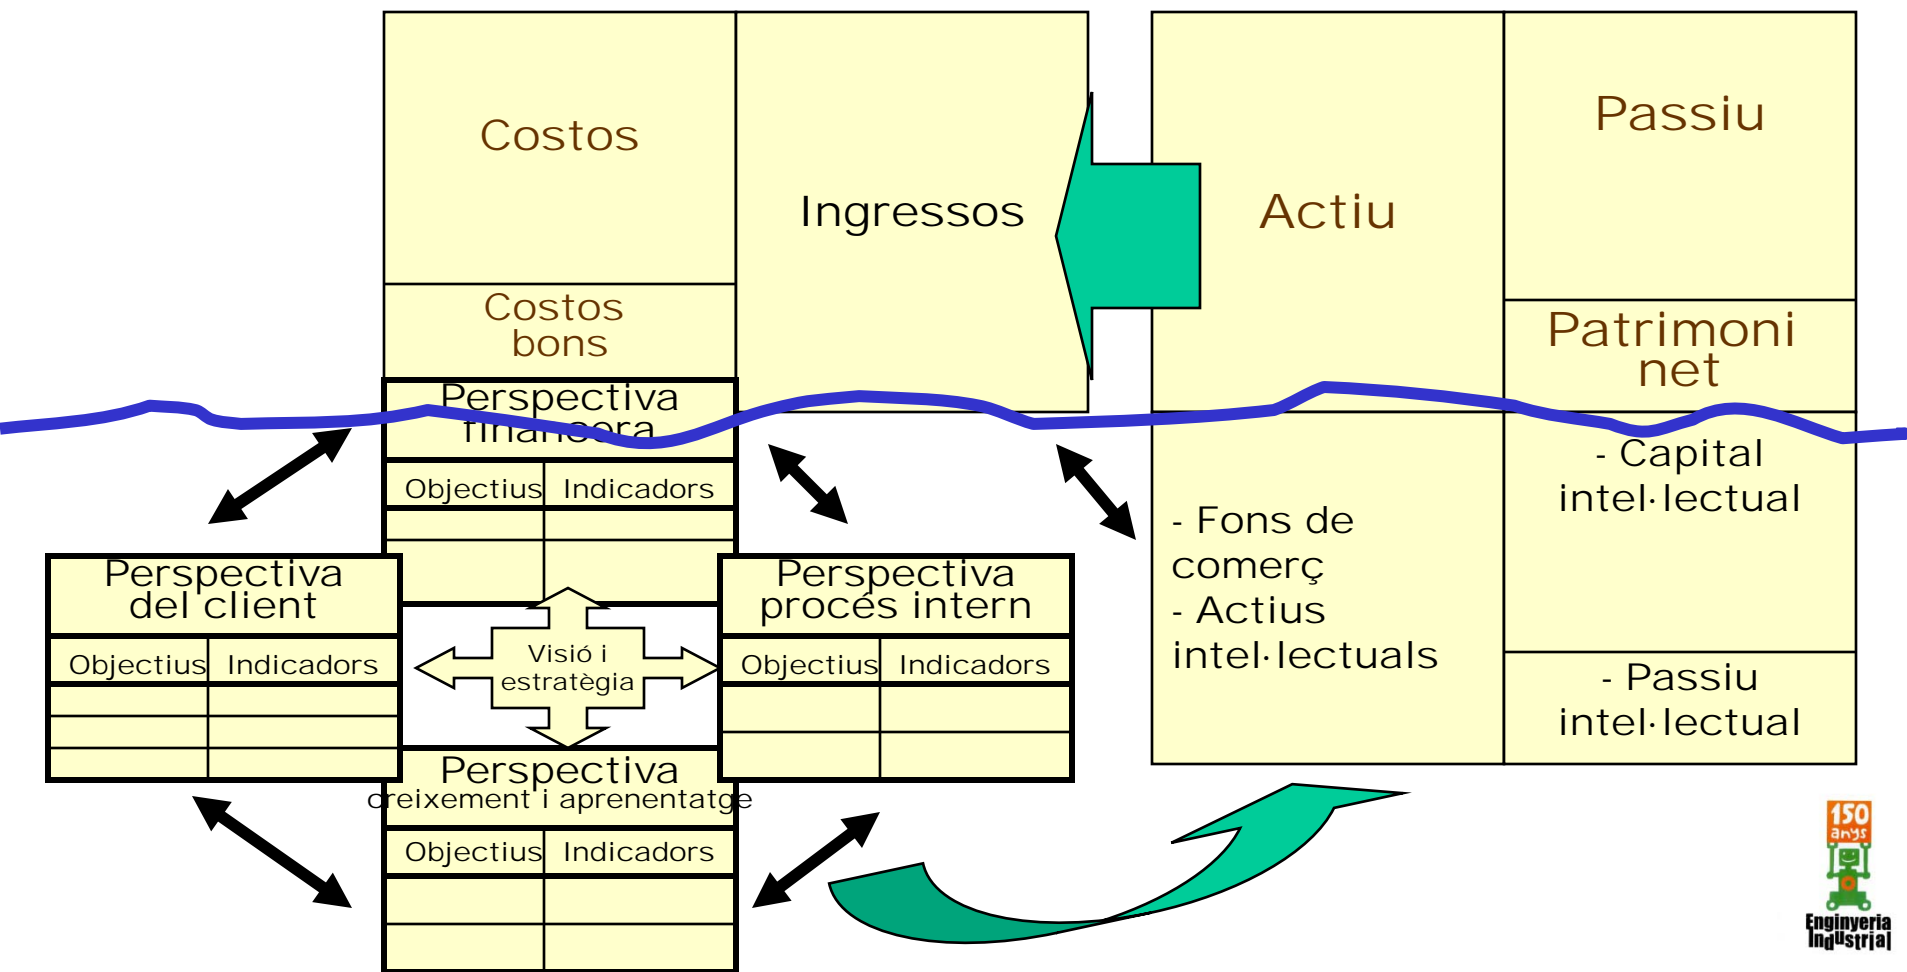 Costos
Ingressos
Costos
bons
Actiu
Passiu
Patrimoni
net
Perspectiva
financera
Objectius Indicadors
Perspectiva
del client
Objectius Indicadors
Visió i
estratègia
Perspectiva
procés intern
Objectius Indicadors
Perspectiva
creixement i aprenentatge
Objectius Indicadors
- Fons de
comerç
- Actius
intel·lectuals
- Capital
intel·lectual
- Passiu
intel·lectual
150
anys
Enginyeria
Industrial